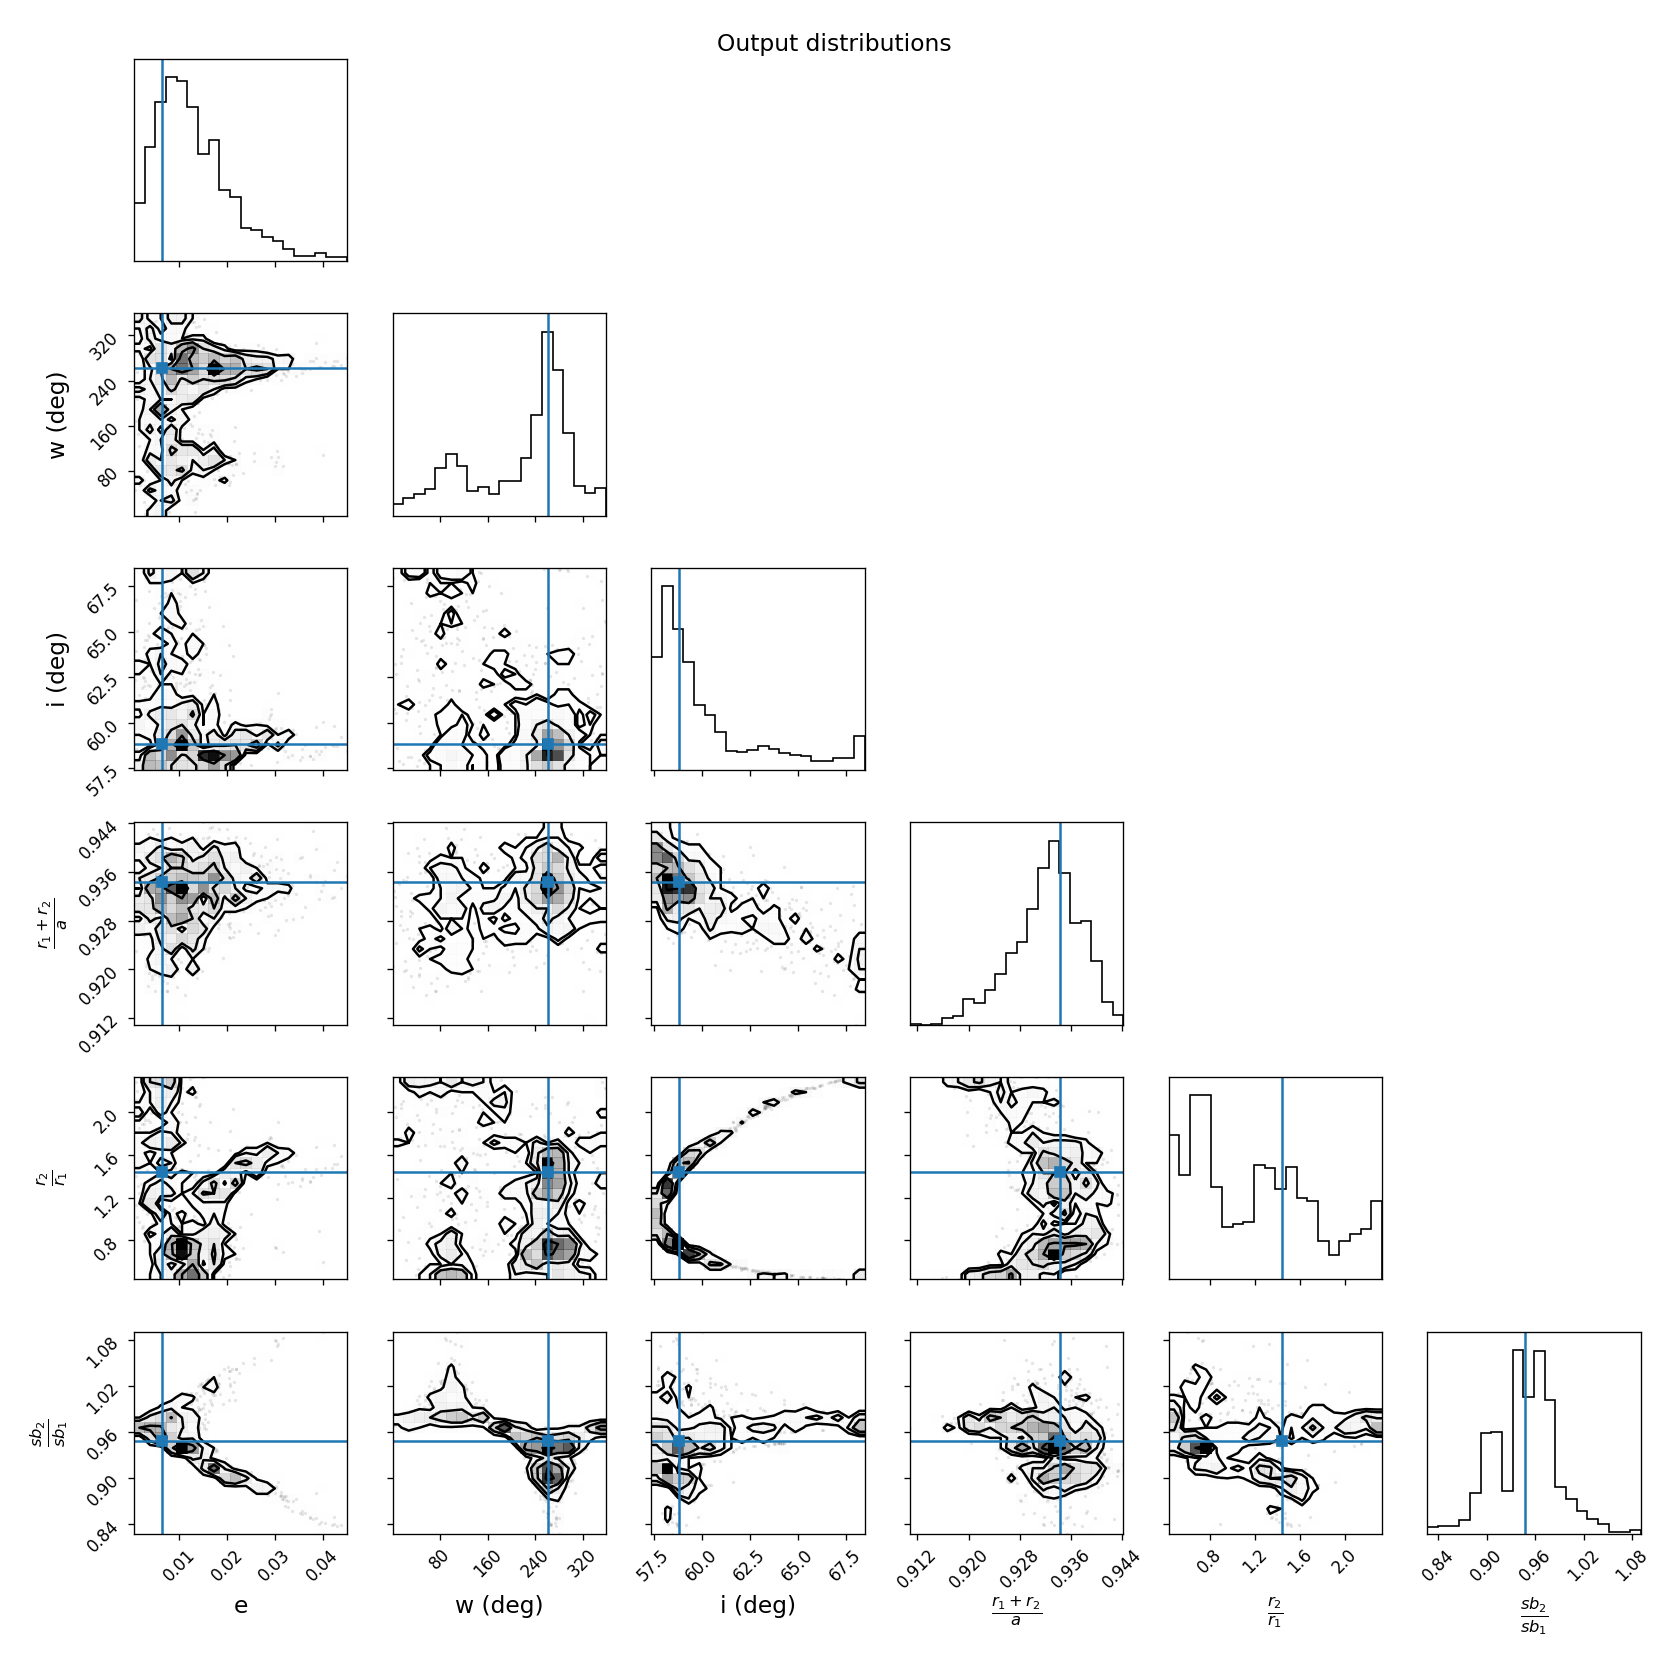 Output distributions
w (deg)
320
240
160
80
i (deg)
67.5
65.0
62.5
60.0
57.5
r1 + r2
a
0.944
0.936
0.928
0.920
0.912
r2
r1
2.0
1.6
1.2
0.8
sb2
sb1
1.08
1.02
0.96
0.90
0.84
0.01 0.02 0.03 0.04
80 160 240 320
57.5 60.0 62.5 65.0 67.5
0.912 0.920 0.928 0.936 0.944
0.8 1.2 1.6 2.0
0.84 0.90 0.96 1.02 1.08
e
w (deg)
i (deg)
r1 + r2
a
r2
r1
sb2
sb1